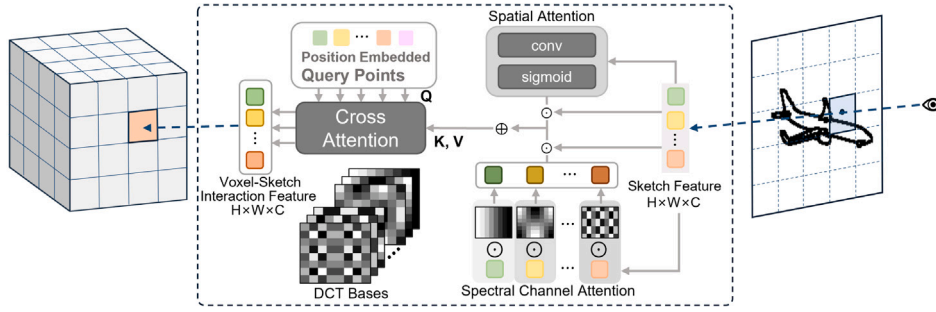 Spatial Attention
conv
sigmoid
Position Embedded
Query Points
Q
Cross
Attention
K, V
Voxel-Sketch
Interaction Feature
H×W×C
DCT Bases
Sketch Feature
H×W×C
Spectral Channel Attention